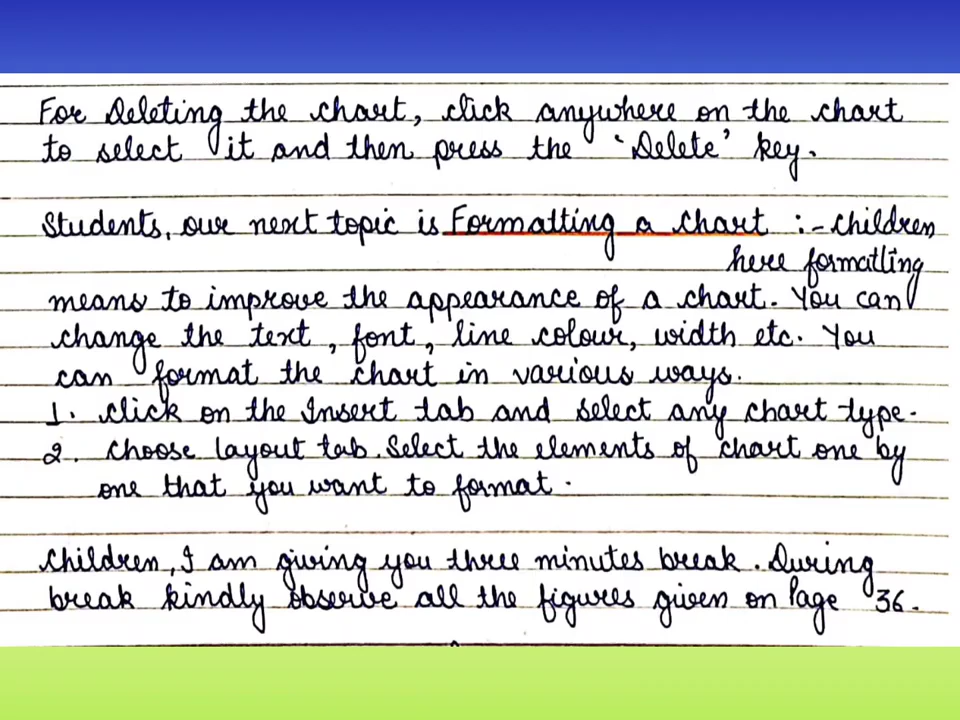 For Deleting the chart, click anywhere on the chart
to select it and then press the 'Delete' key.
Students, our next topic is Formatting a chart :- children
here formatting
means to improve the appearance of a chart. You can
change the text, font, line colour, width etc. You
can format the chart in various ways.
1. Click on the Insert tab and select any chart type.
2. Choose layout tab. Select the elements of chart one by
one that you want to format.
Children, I am giving you three minutes break. During
break kindly observe all the figures given on Page 36.